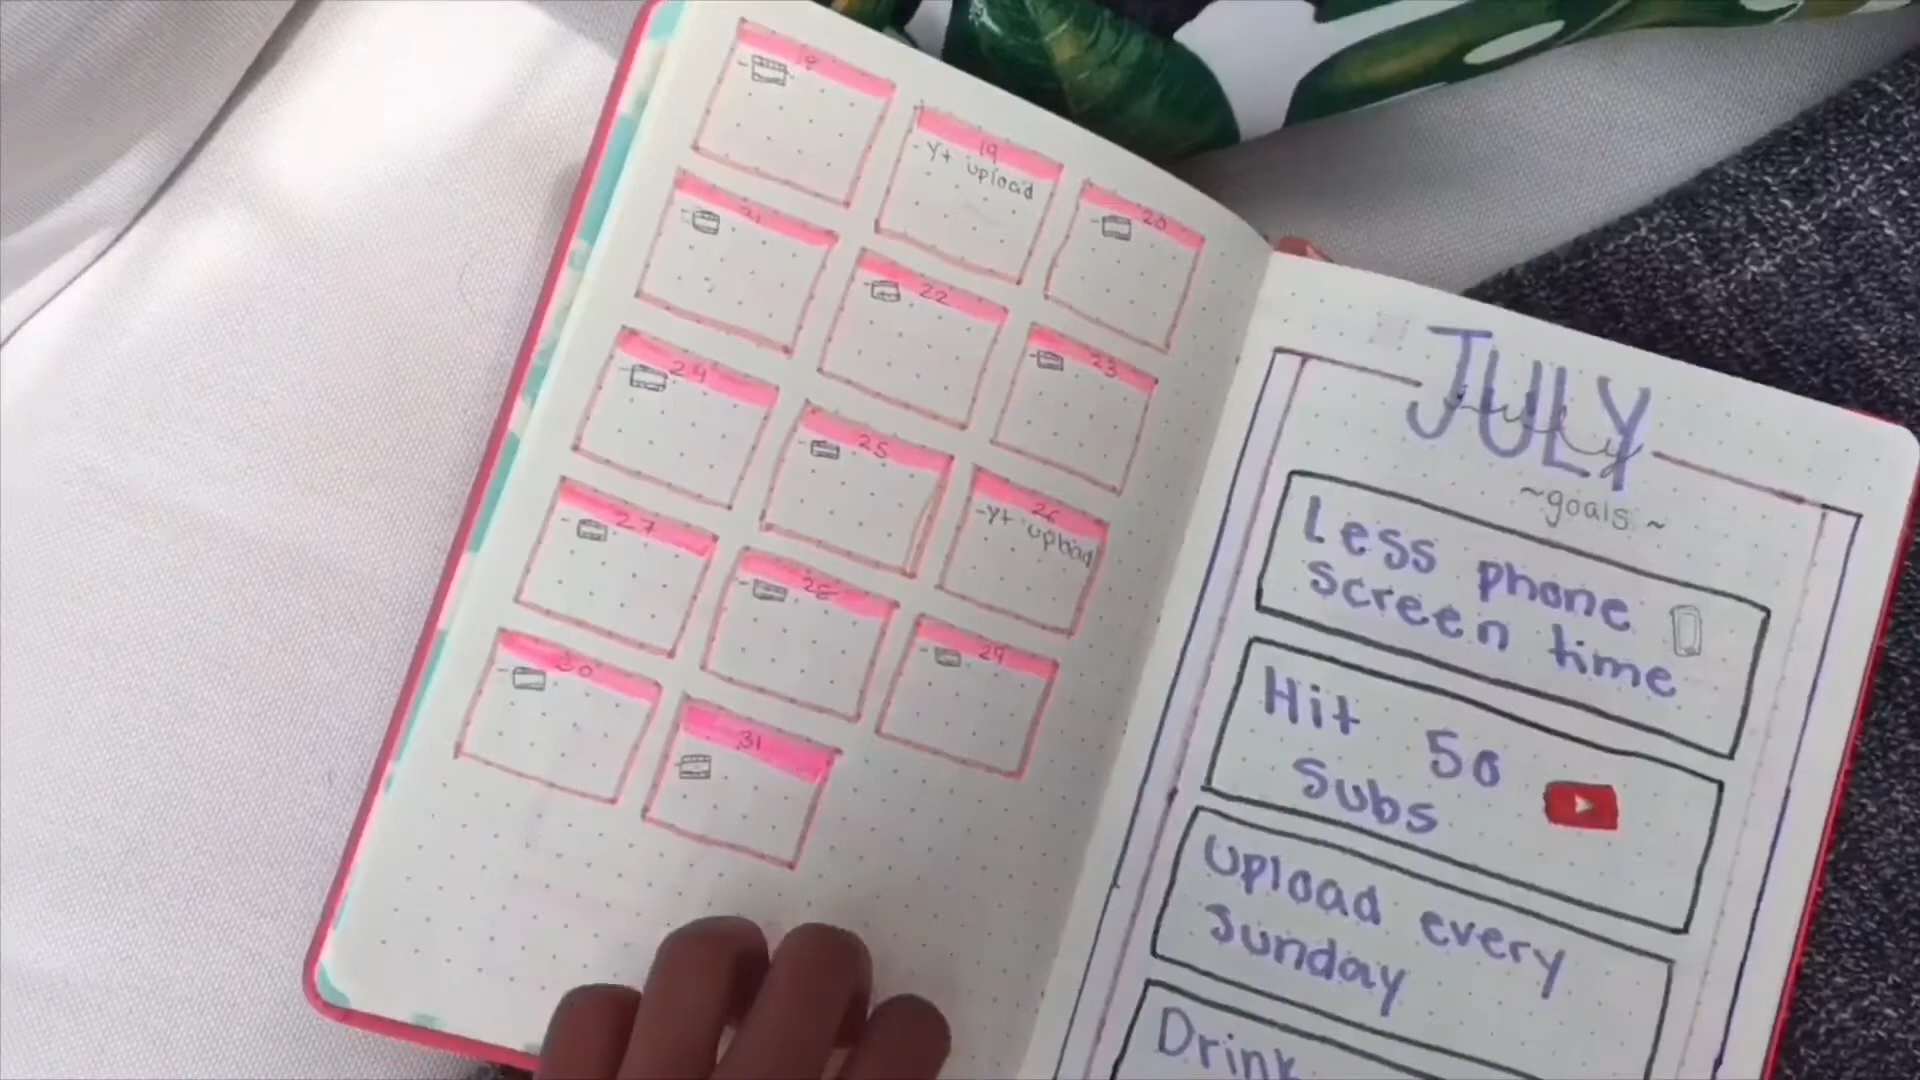 18
19
- Yt upload
20
21
22
23
24
25
26
-Yt upload
27
28
29
30
31
JULY
july
~goals~
Less phone
screen time
Hit 50
subs
Upload every
Sunday
Drink